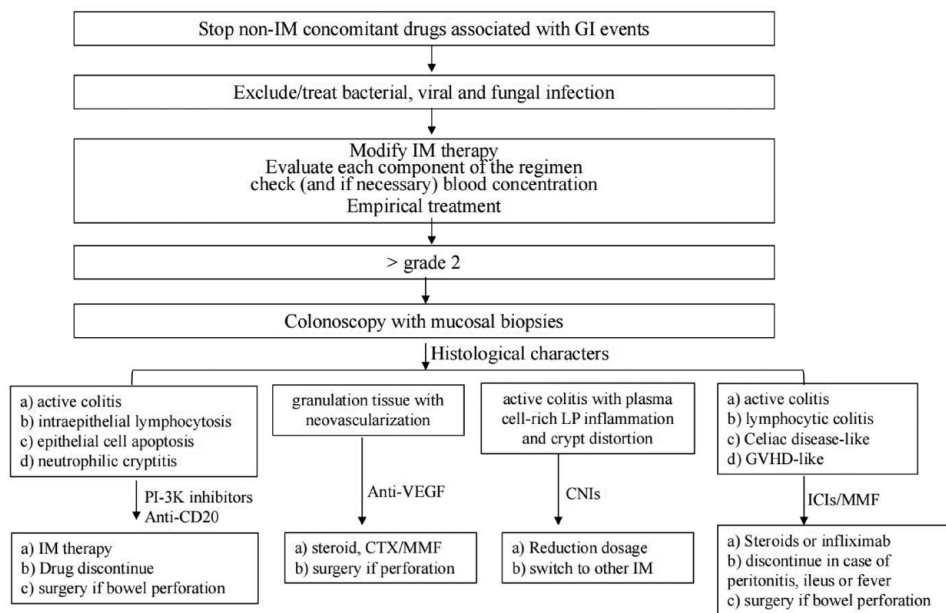 Stop non-IM concomitant drugs associated with GI events
Exclude/treat bacterial, viral and fungal infection
Modify IM therapy
Evaluate each component of the regimen
check (and if necessary) blood concentration
Empirical treatment
> grade 2
Colonoscopy with mucosal biopsies
Histological characters
a) active colitis
b) intraepithelial lymphocytosis
c) epithelial cell apoptosis
d) neutrophilic cryptitis
granulation tissue with
neovascularization
active colitis with plasma
cell-rich LP inflammation
and crypt distortion
a) active colitis
b) lymphocytic colitis
c) Celiac disease-like
d) GVHD-like
PI-3K inhibitors
Anti-CD20
Anti-VEGF
CNIs
ICIs/MMF
a) IM therapy
b) Drug discontinue
c) surgery if bowel perforation
a) steroid, CTX/MMF
b) surgery if perforation
a) Reduction dosage
b) switch to other IM
a) Steroids or infliximab
b) discontinue in case of
peritonitis, ileus or fever
c) surgery if bowel perforation